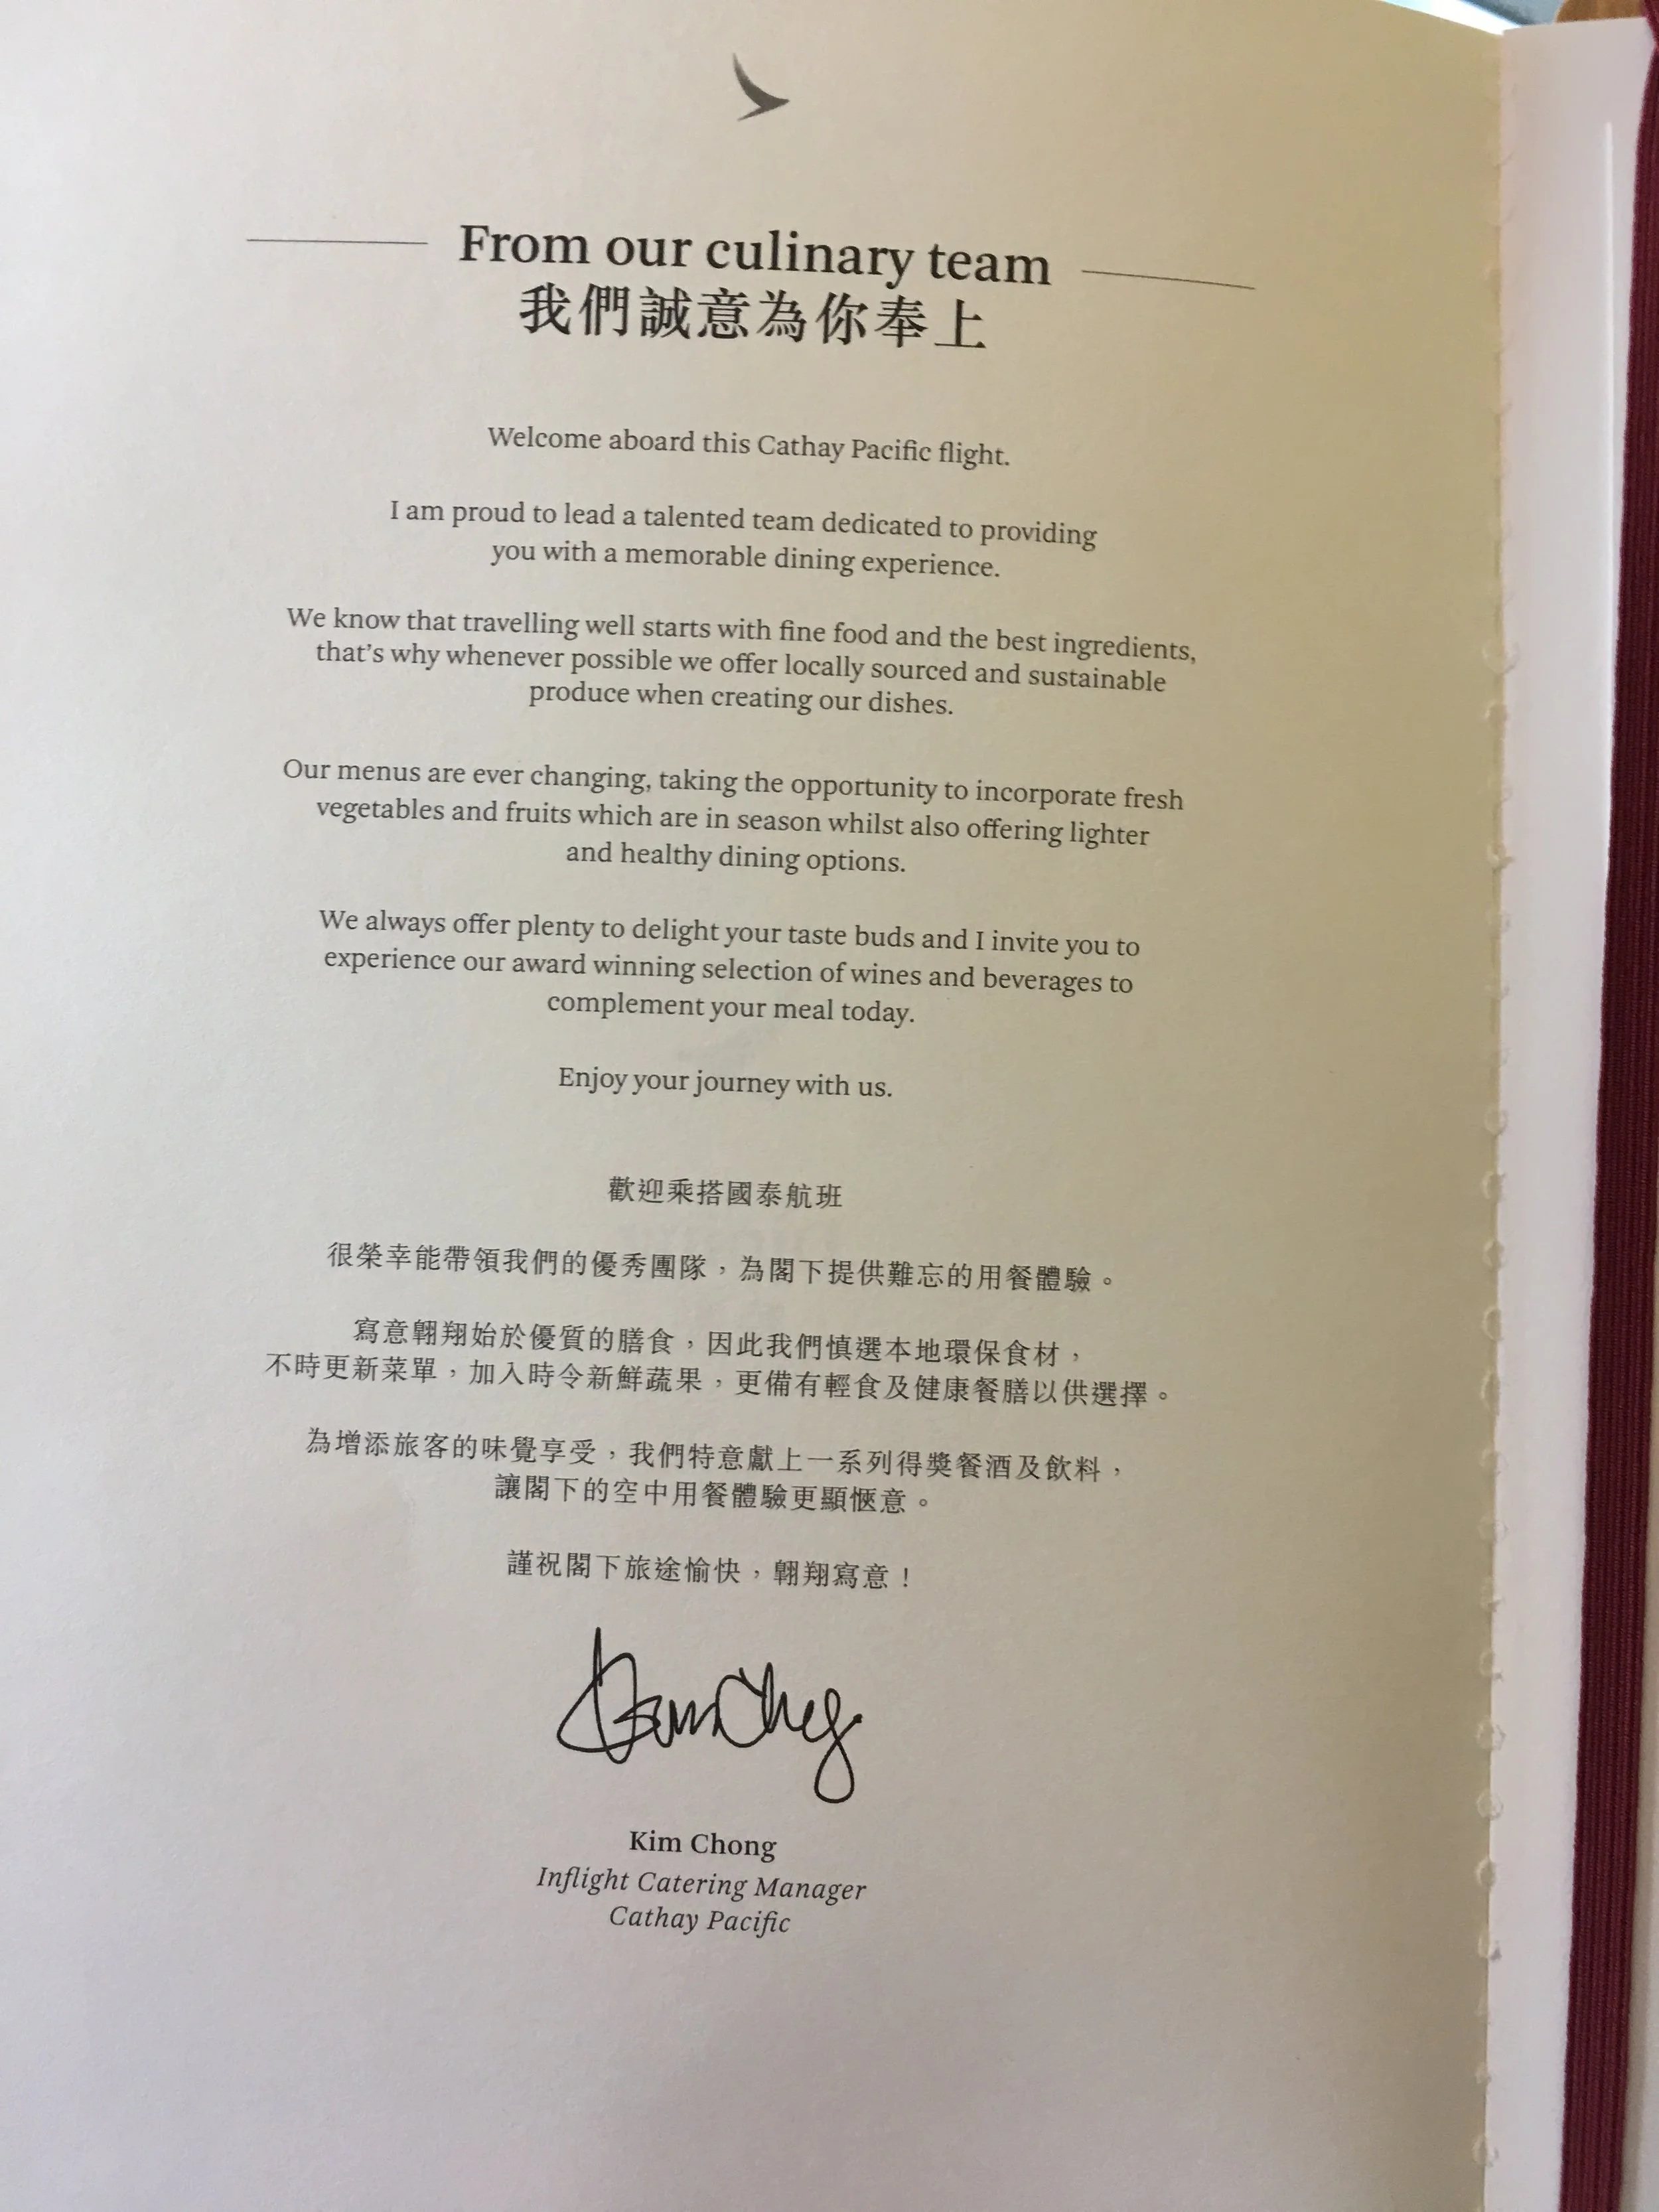 From our culinary team
我們誠意為你奉上
Welcome aboard this Cathay Pacific flight.
I am proud to lead a talented team dedicated to providing
you with a memorable dining experience.
We know that travelling well starts with fine food and the best ingredients,
that's why whenever possible we offer locally sourced and sustainable
produce when creating our dishes.
Our menus are ever changing, taking the opportunity to incorporate fresh
vegetables and fruits which are in season whilst also offering lighter
and healthy dining options.
We always offer plenty to delight your taste buds and I invite you to
experience our award winning selection of wines and beverages to
complement your meal today.
Enjoy your journey with us.
歡迎乘搭國泰航班
很榮幸能帶領我們的優秀團隊，為閣下提供難忘的用餐體驗。
寫意翺翔始於優質的膳食，因此我們慎選本地環保食材，
不時更新菜單，加入時令新鮮蔬果，更備有輕食及健康餐膳以供選擇。
為增添旅客的味覺享受，我們特意獻上一系列得獎餐酒及飲料，
讓閣下的空中用餐體驗更顯愜意。
謹祝閣下旅途愉快，翺翔寫意！
Kim Chong
Kim Chong
Inflight Catering Manager
Cathay Pacific